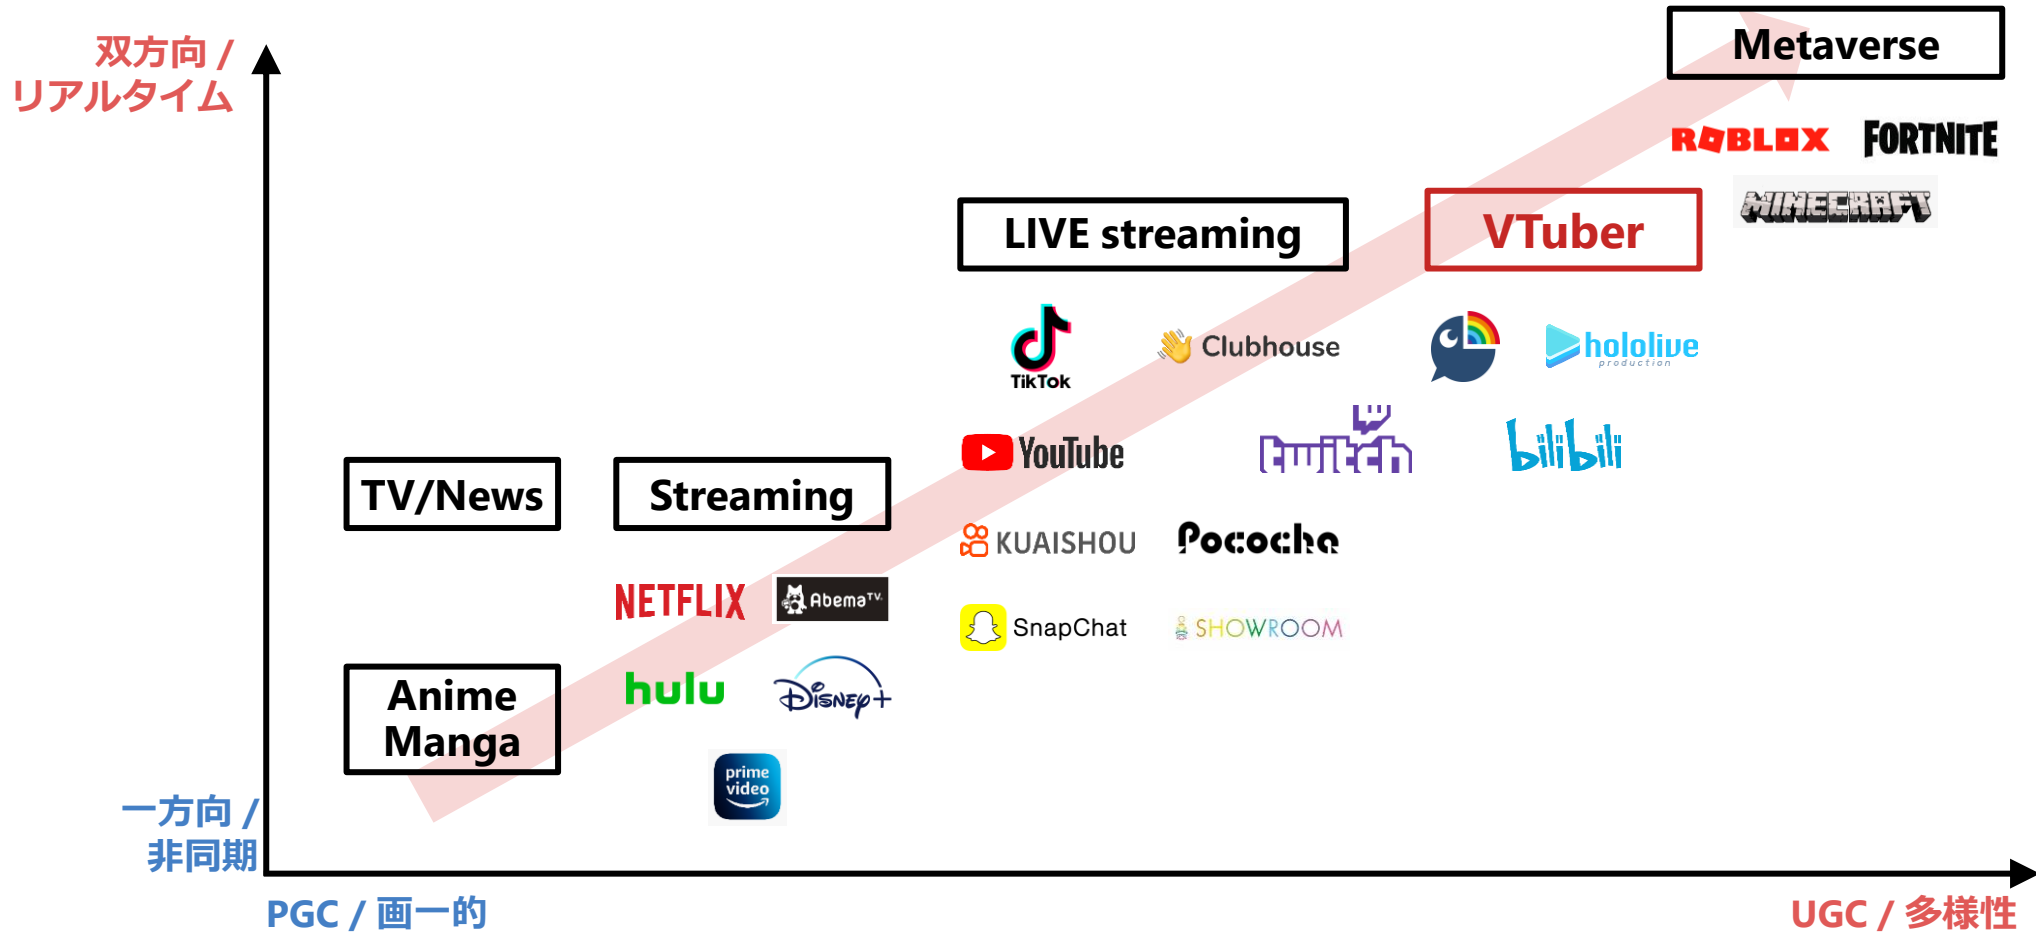 双方向 /
リアルタイム
Metaverse
ROBLOX
FORTNITE
MINECRAFT
LIVE streaming
VTuber
TikTok
Clubhouse
hololive
production
YouTube
twitch
bilibili
TV/News
Streaming
KUAISHOU
Pococha
NETFLIX
AbemaTV.
SnapChat
SHOWROOM
Anime
Manga
hulu
Disney+
prime
video
一方向 /
非同期
PGC / 画一的
UGC / 多様性